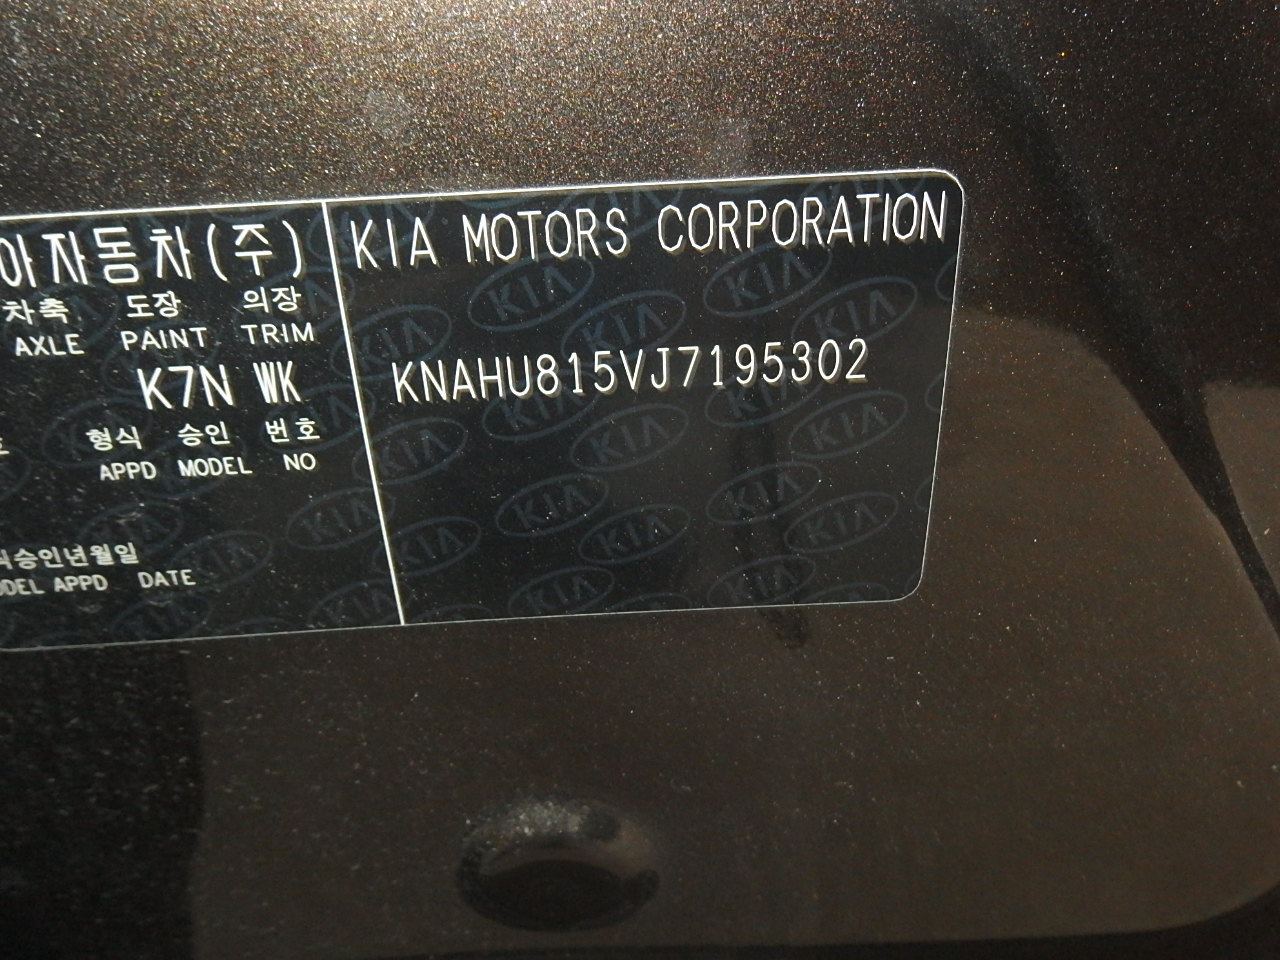 아자동차(주)
차축 도장 의장
AXLE PAINT TRIM
K7N WK
형식 승인 번호
APPD MODEL NO
식승인년월일
MODEL APPD DATE
KIA MOTORS CORPORATION
KNAHU815VJ7195302